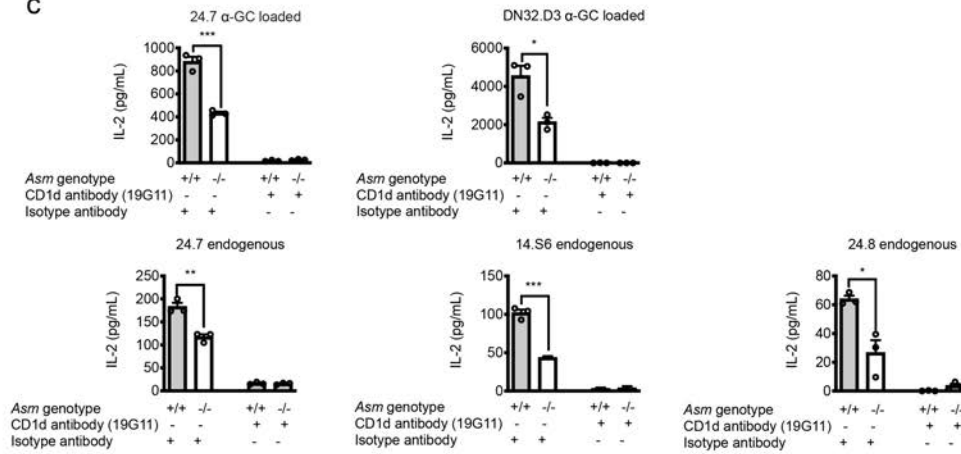 C
24.7 α-GC loaded
***
1000
800
600
400
200
0
IL-2 (pg/mL)
Asm genotype +/+ -/- +/+ -/-
CD1d antibody (19G11) - - + +
Isotype antibody + + - -
DN32.D3 α-GC loaded
*
6000
4000
2000
0
IL-2 (pg/mL)
Asm genotype +/+ -/- +/+ -/-
CD1d antibody (19G11) - - + +
Isotype antibody + + - -
24.7 endogenous
**
250
200
150
100
50
0
IL-2 (pg/mL)
Asm genotype +/+ -/- +/+ -/-
CD1d antibody (19G11) - - + +
Isotype antibody + + - -
14.S6 endogenous
***
150
100
50
0
IL-2 (pg/mL)
Asm genotype +/+ -/- +/+ -/-
CD1d antibody (19G11) - - + +
Isotype antibody + + - -
24.8 endogenous
*
80
60
40
20
0
IL-2 (pg/mL)
Asm genotype +/+ -/- +/+ -/-
CD1d antibody (19G11) - - + +
Isotype antibody + + - -